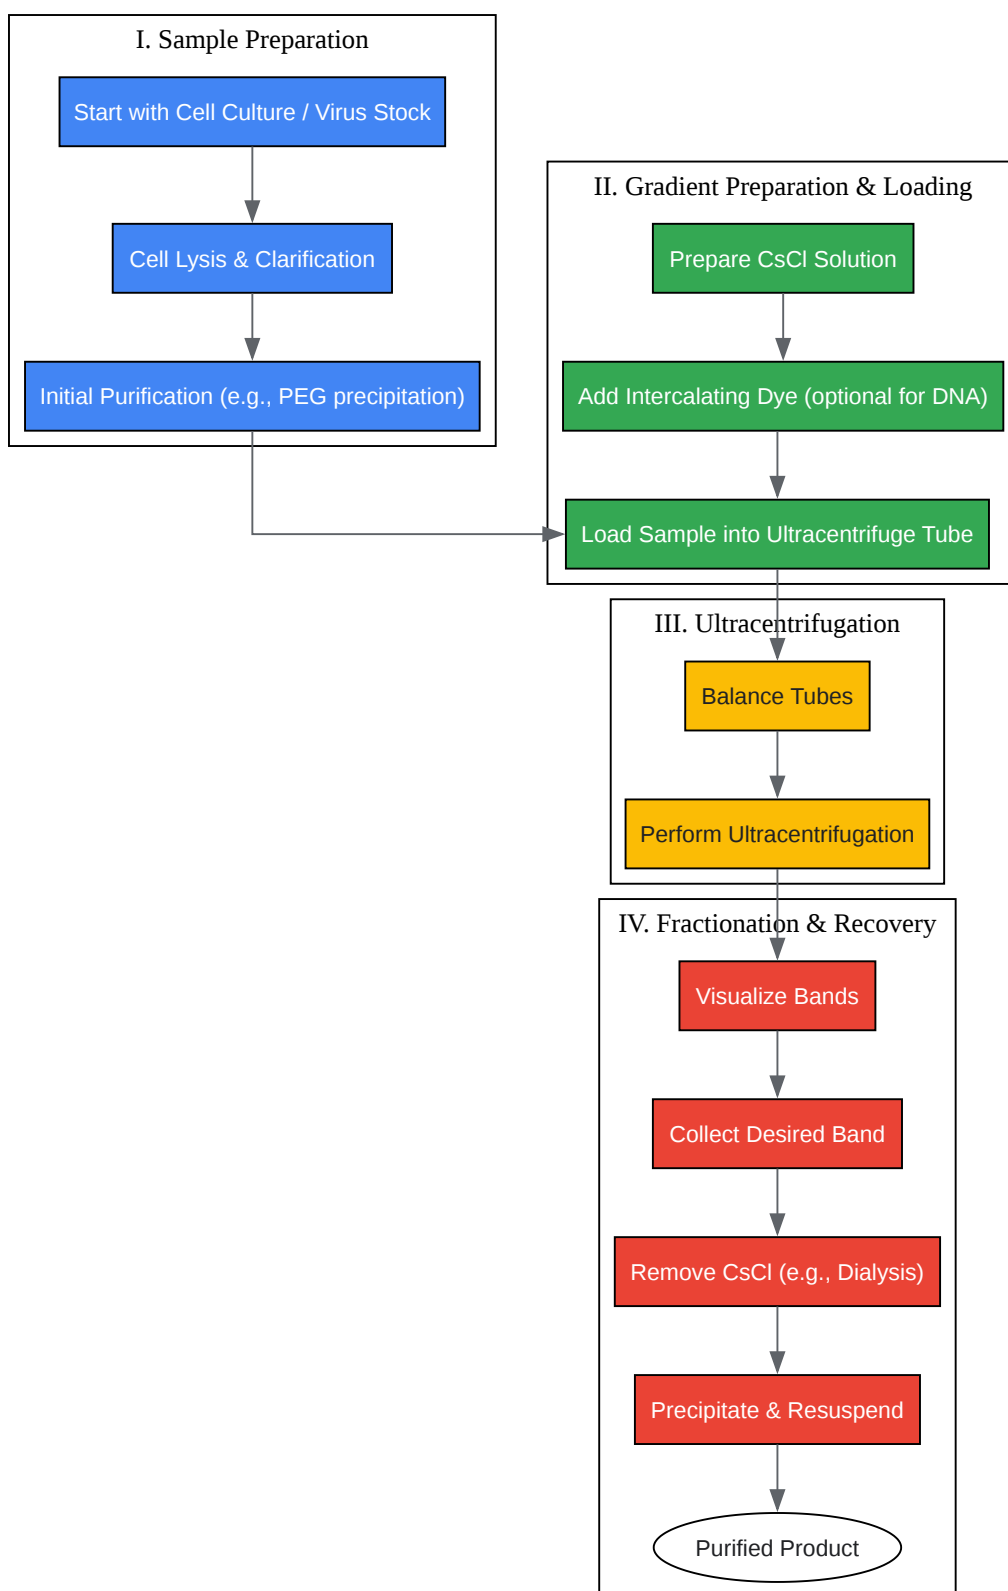 I. Sample Preparation
Start with Cell Culture / Virus Stock
Cell Lysis & Clarification
Initial Purification (e.g., PEG precipitation)
II. Gradient Preparation & Loading
Prepare CsCl Solution
Add Intercalating Dye (optional for DNA)
Load Sample into Ultracentrifuge Tube
III. Ultracentrifugation
Balance Tubes
Perform Ultracentrifugation
IV. Fractionation & Recovery
Visualize Bands
Collect Desired Band
Remove CsCl (e.g., Dialysis)
Precipitate & Resuspend
Purified Product